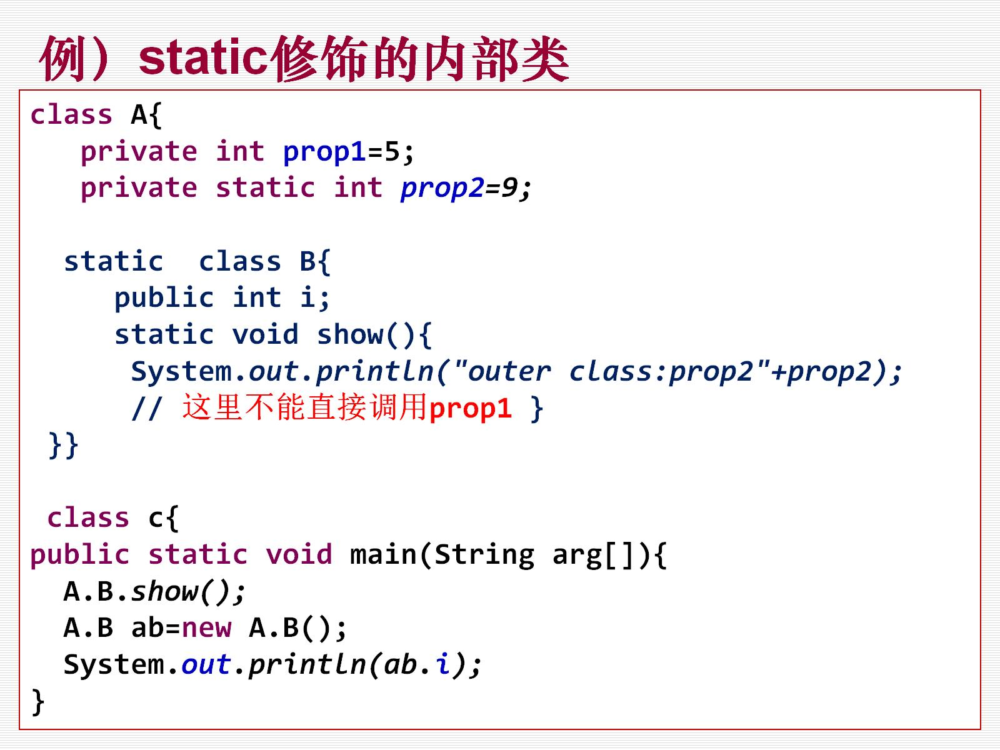 例）static修饰的内部类
class A{
private int prop1=5;
private static int prop2=9;
static  class B{
public int i;
static void show(){
System.out.println("outer class:prop2"+prop2);
// 这里不能直接调用prop1 }
}}
class c{
public static void main(String arg[]){
A.B.show();
A.B ab=new A.B();
System.out.println(ab.i);
}